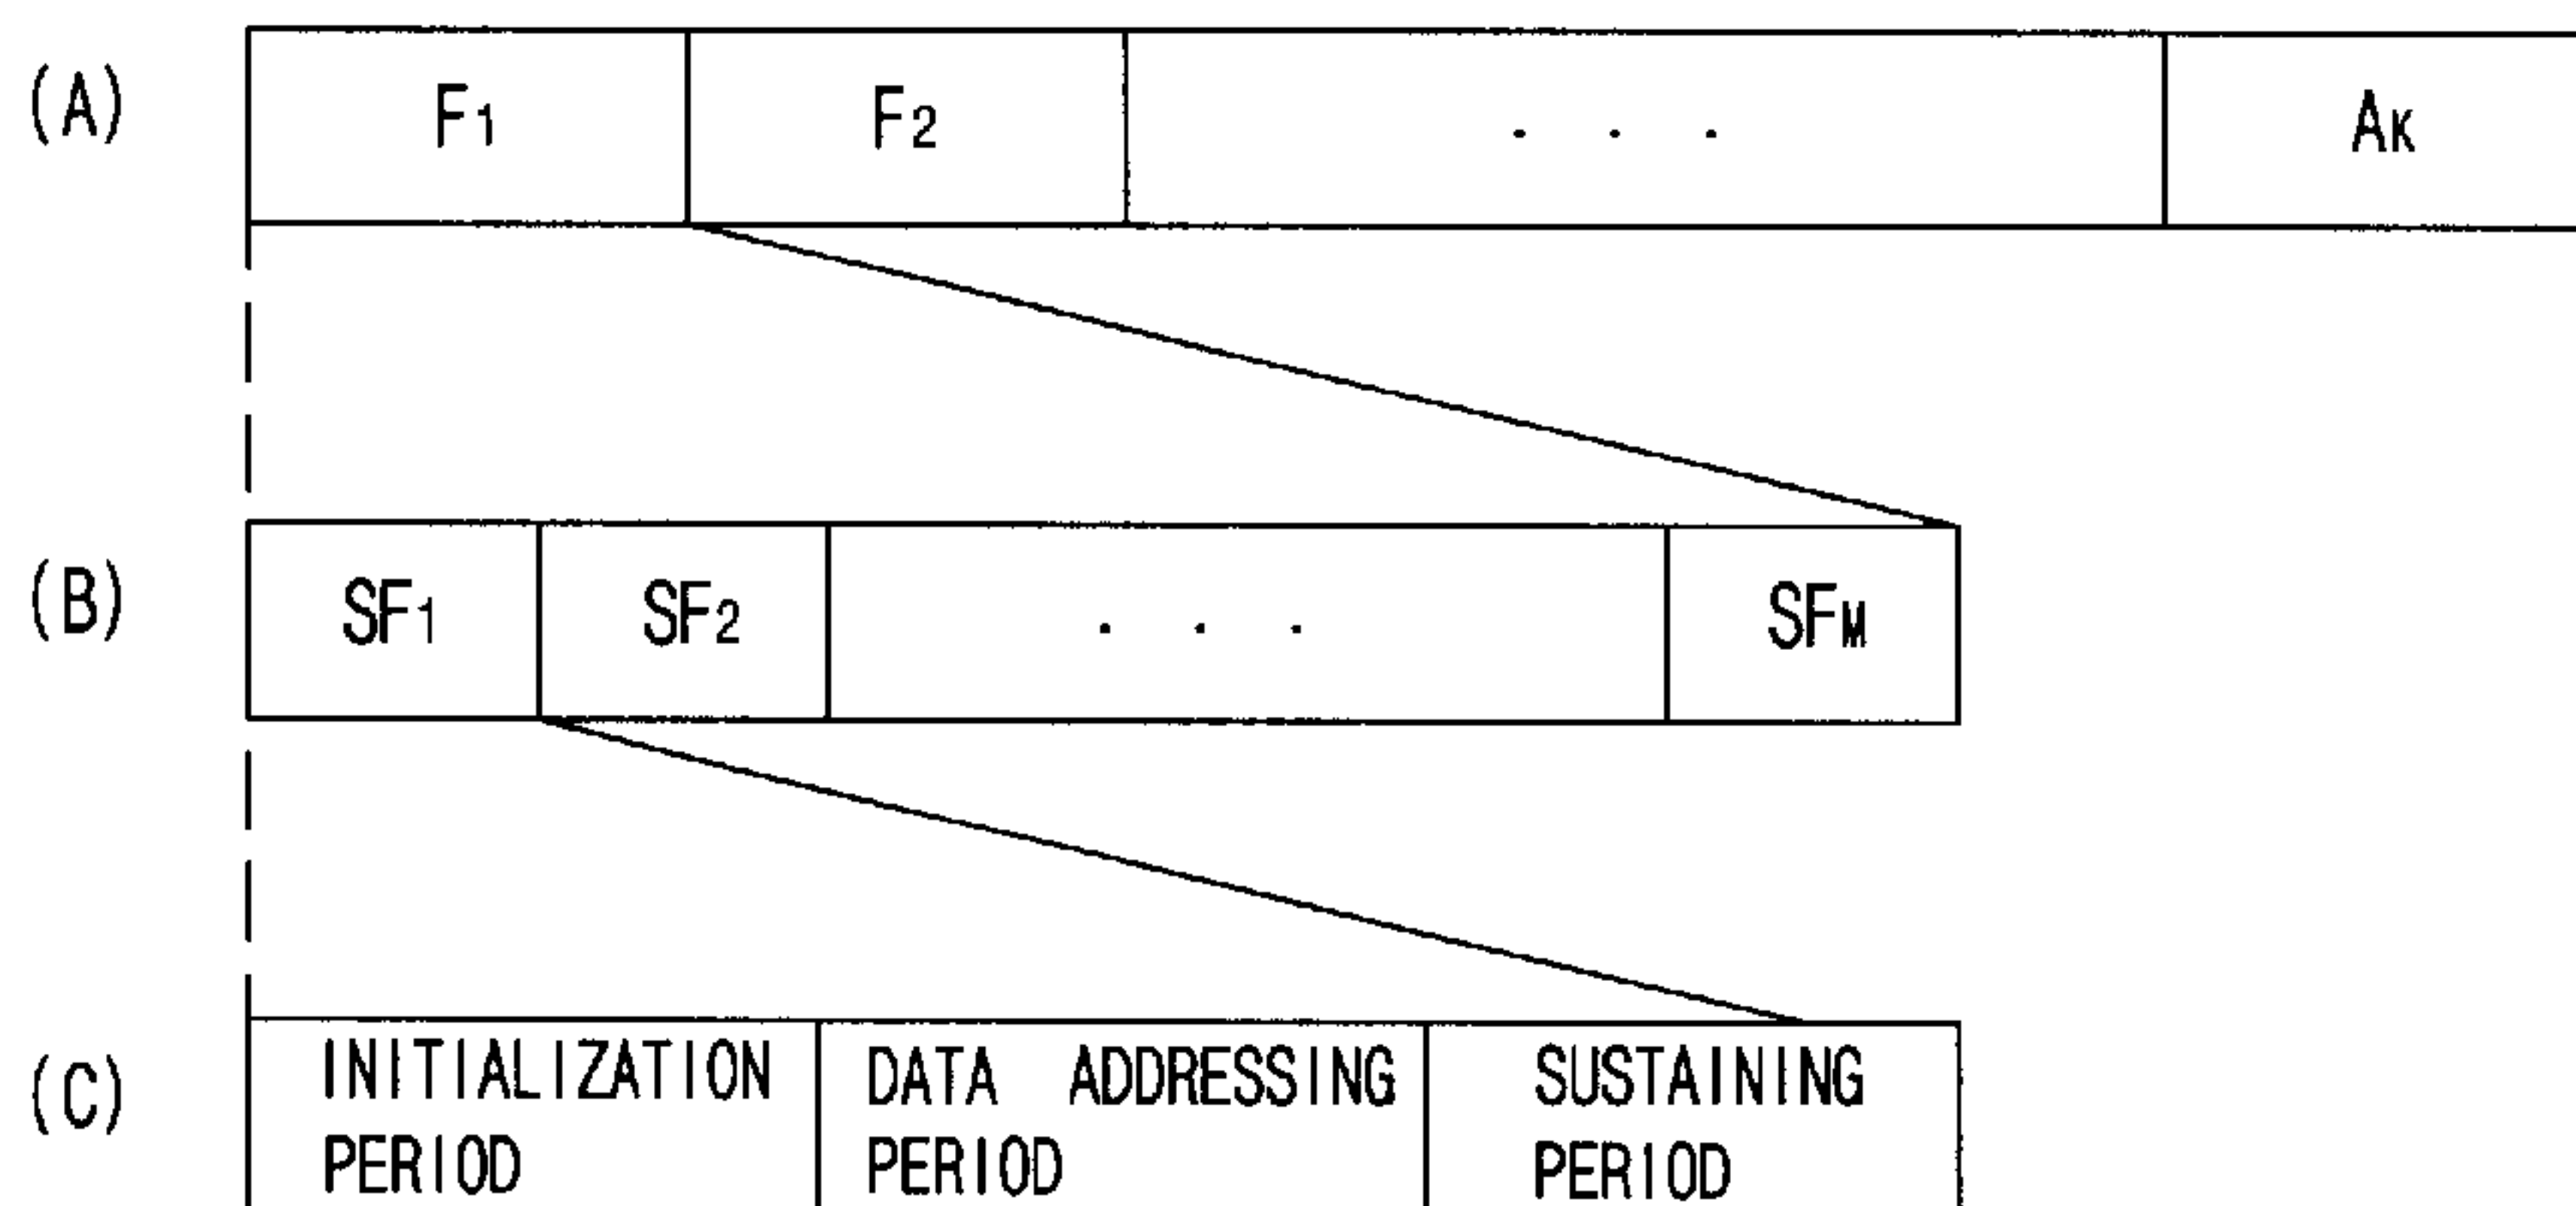 (A) F1 F2 . . . AK
(B) SF1 SF2 . . . SFM
(C) INITIALIZATION PERIOD DATA ADDRESSING PERIOD SUSTAINING PERIOD